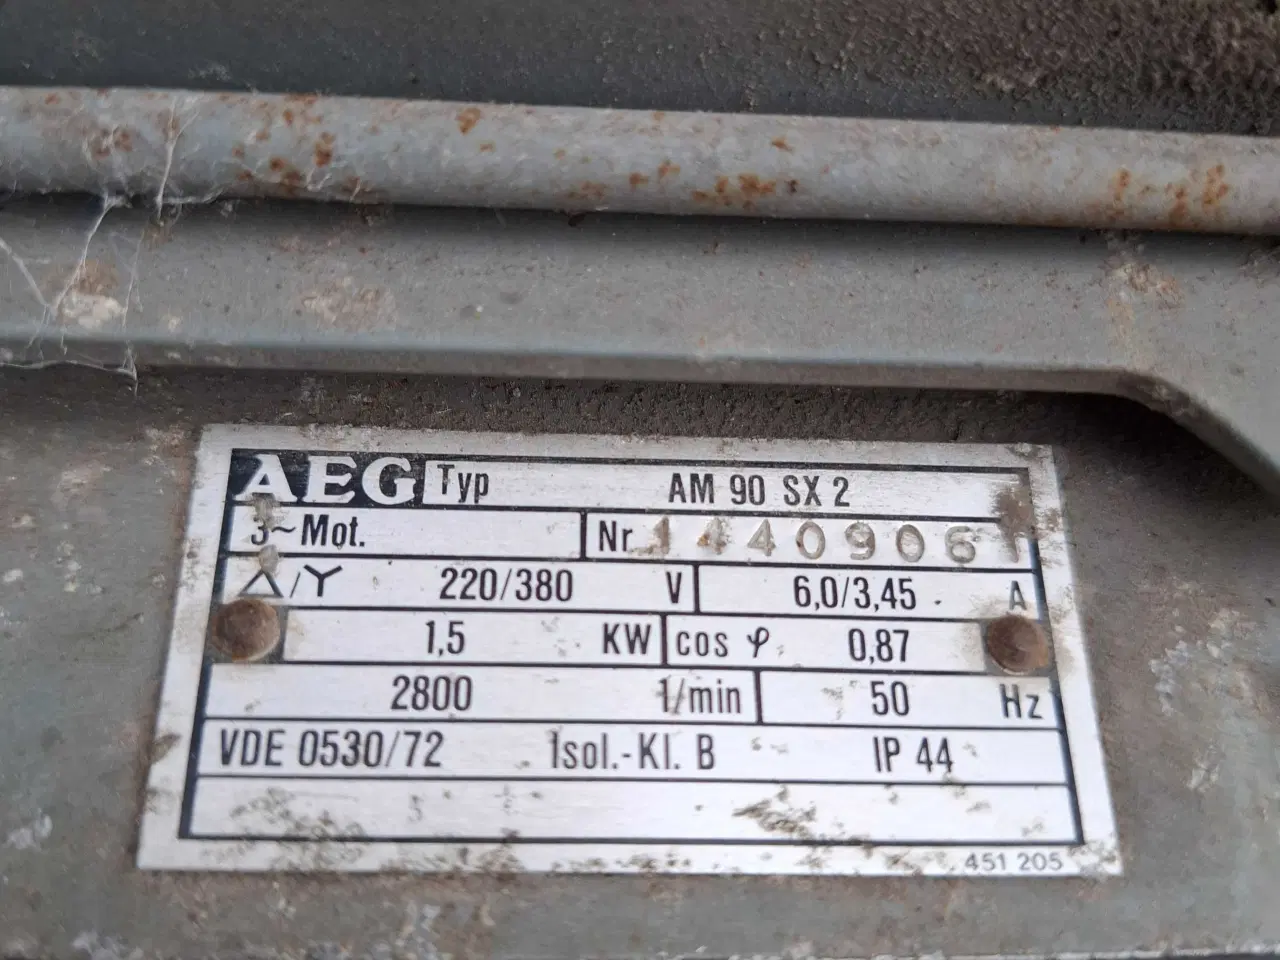 AEG Typ AM 90 SX 2
3~Mot. Nr 14409061
Δ/Y 220/380 V 6,0/3,45 A
1,5 KW cos φ 0,87
2800 1/min 50 Hz
VDE 0530/72 Isol.-Kl. B IP 44
451 205